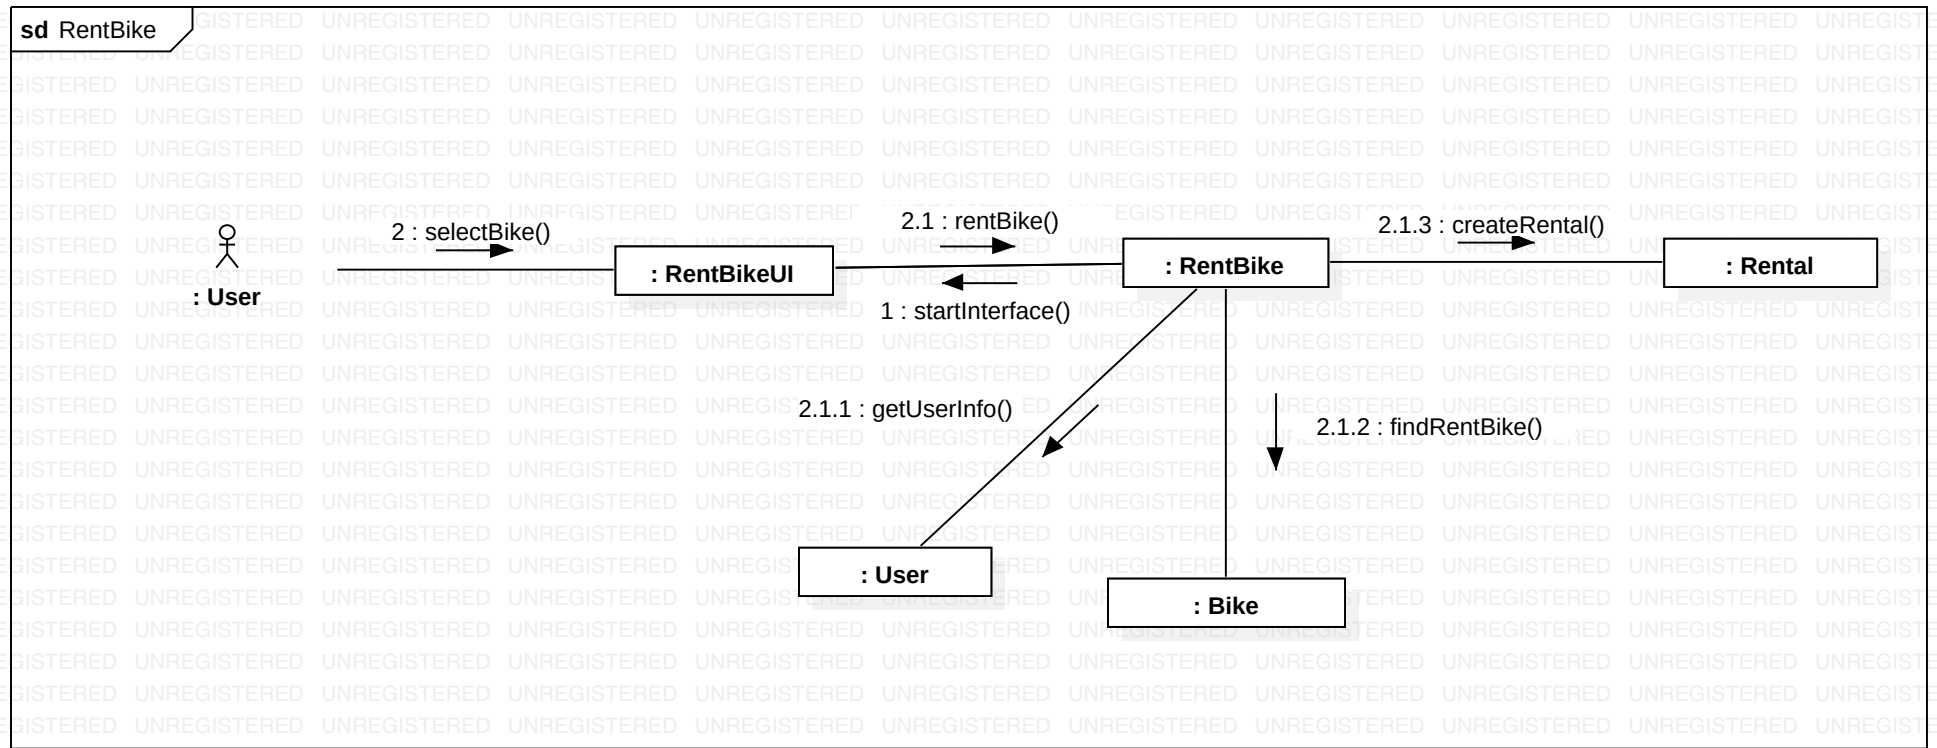 sd RentBike
2 : selectBike()
2.1 : rentBike()
2.1.3 : createRental()
: User
: RentBikeUI
: RentBike
: Rental
1 : startInterface()
2.1.1 : getUserInfo()
2.1.2 : findRentBike()
: User
: Bike
UNREGISTERED